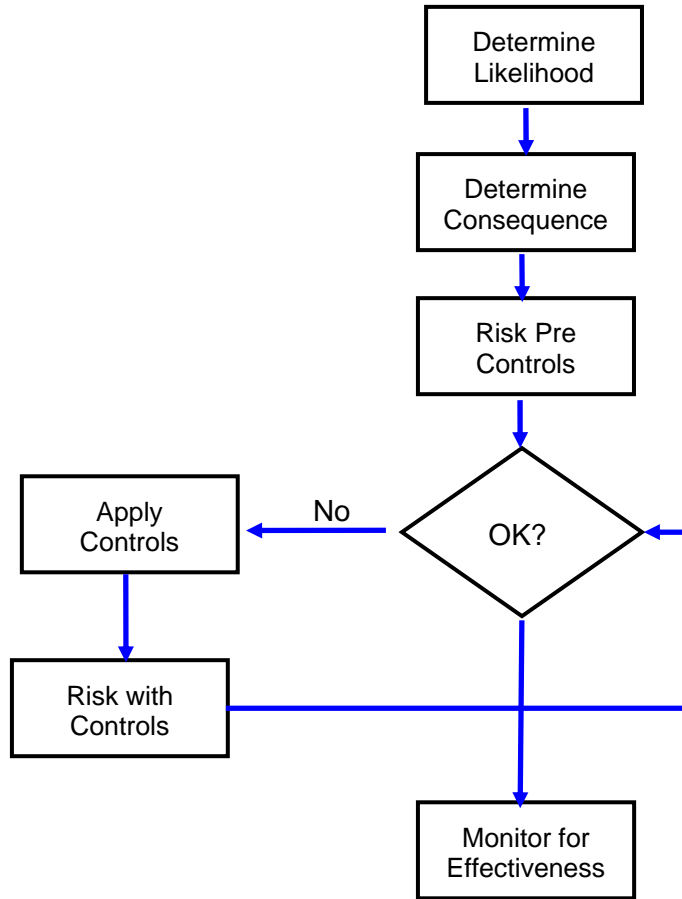 Determine
Likelihood
Determine
Consequence
Risk Pre
Controls
OK?
No
Apply
Controls
Risk with
Controls
Monitor for
Effectiveness